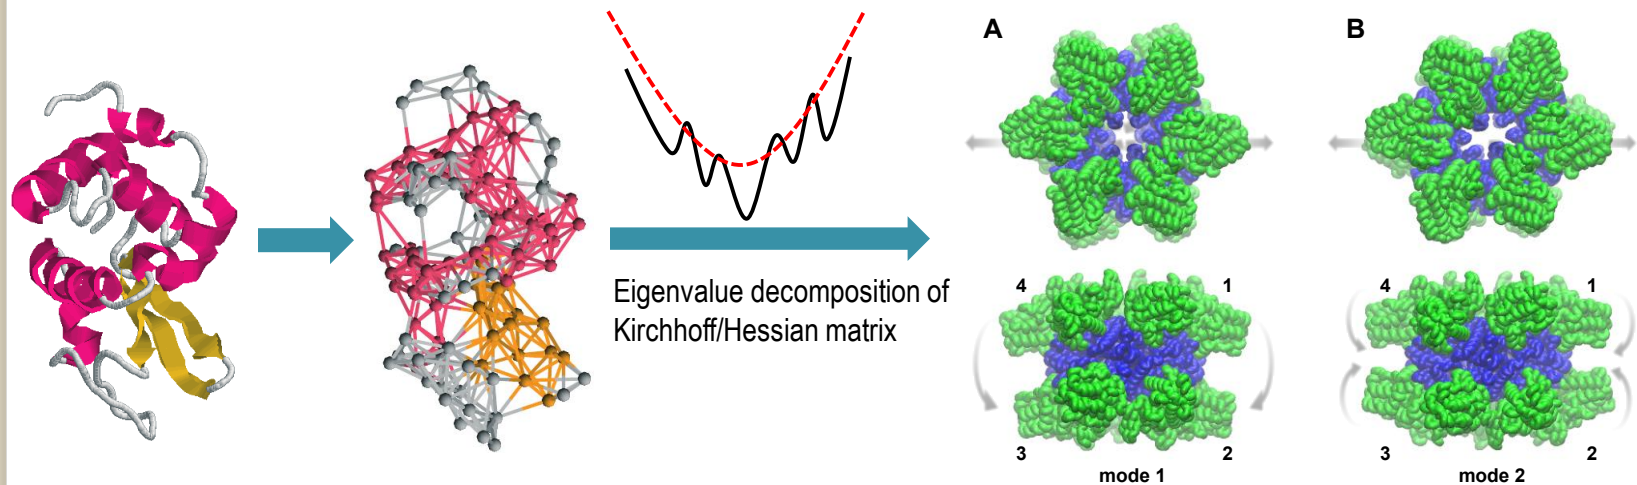 Eigenvalue decomposition of
Kirchhoff/Hessian matrix
A
4 1
3 2
mode 1
B
4 1
3 2
mode 2